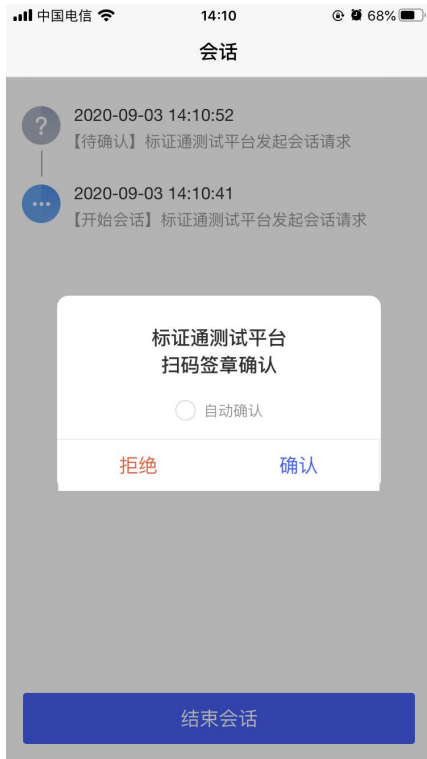 中国电信 14:10 68%
会话
?
2020-09-03 14:10:52
【待确认】标证通测试平台发起会话请求
2020-09-03 14:10:41
【开始会话】标证通测试平台发起会话请求
标证通测试平台
扫码签章确认
自动确认
拒绝 确认
结束会话